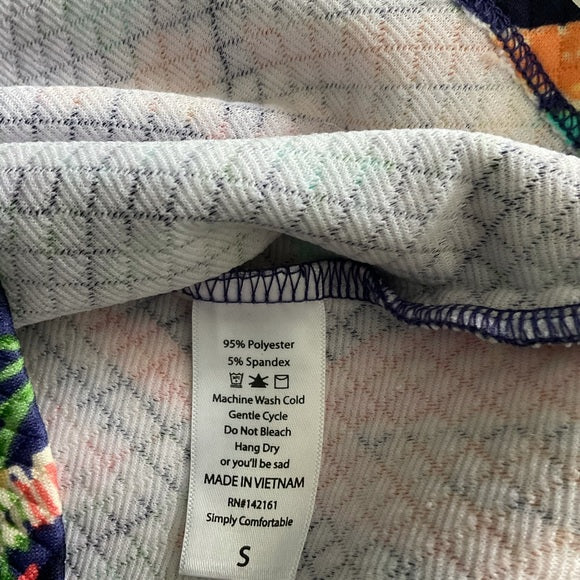 95% Polyester
5% Spandex
Machine Wash Cold
Gentle Cycle
Do Not Bleach
Hang Dry
or you'll be sad
MADE IN VIETNAM
RN#142161
Simply Comfortable
S